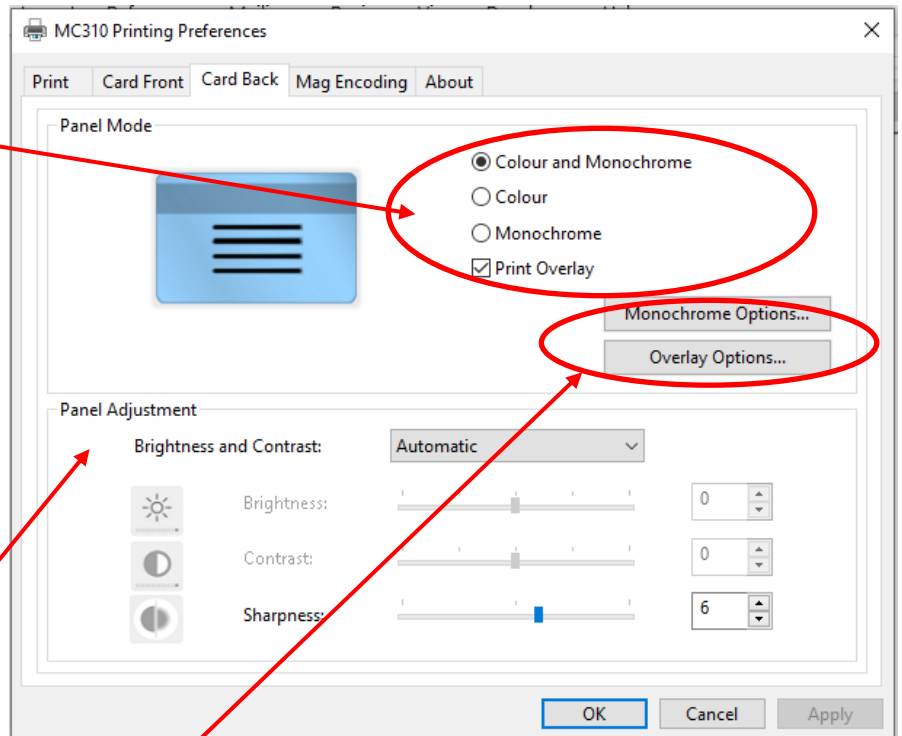 MC310 Printing Preferences
Print Card Front Card Back Mag Encoding About
Panel Mode
Colour and Monochrome
Colour
Monochrome
Print Overlay
Monochrome Options...
Overlay Options...
Panel Adjustment
Brightness and Contrast: Automatic
Brightness: 0
Contrast: 0
Sharpness: 6
OK Cancel Apply